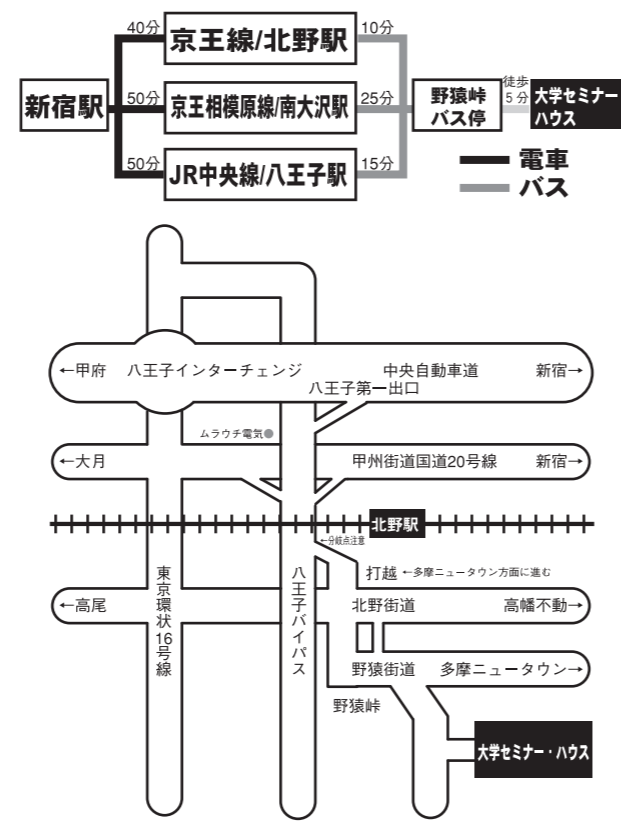 40分
京王線/北野駅
10分
新宿駅
50分
京王相模原線/南大沢駅
25分
野猿峠
バス停
徒歩
5分
大学セミナー
ハウス
50分
JR中央線/八王子駅
15分
電車
バス
←甲府
八王子インターチェンジ
中央自動車道
新宿→
八王子第一出口
ムラウチ電気
←大月
甲州街道国道20号線
新宿→
北野駅
←分岐点注意
東京環状16号線
八王子バイパス
打越
←多摩ニュータウン方面に進む
←高尾
北野街道
高幡不動→
野猿街道
多摩ニュータウン→
野猿峠
大学セミナー・ハウス